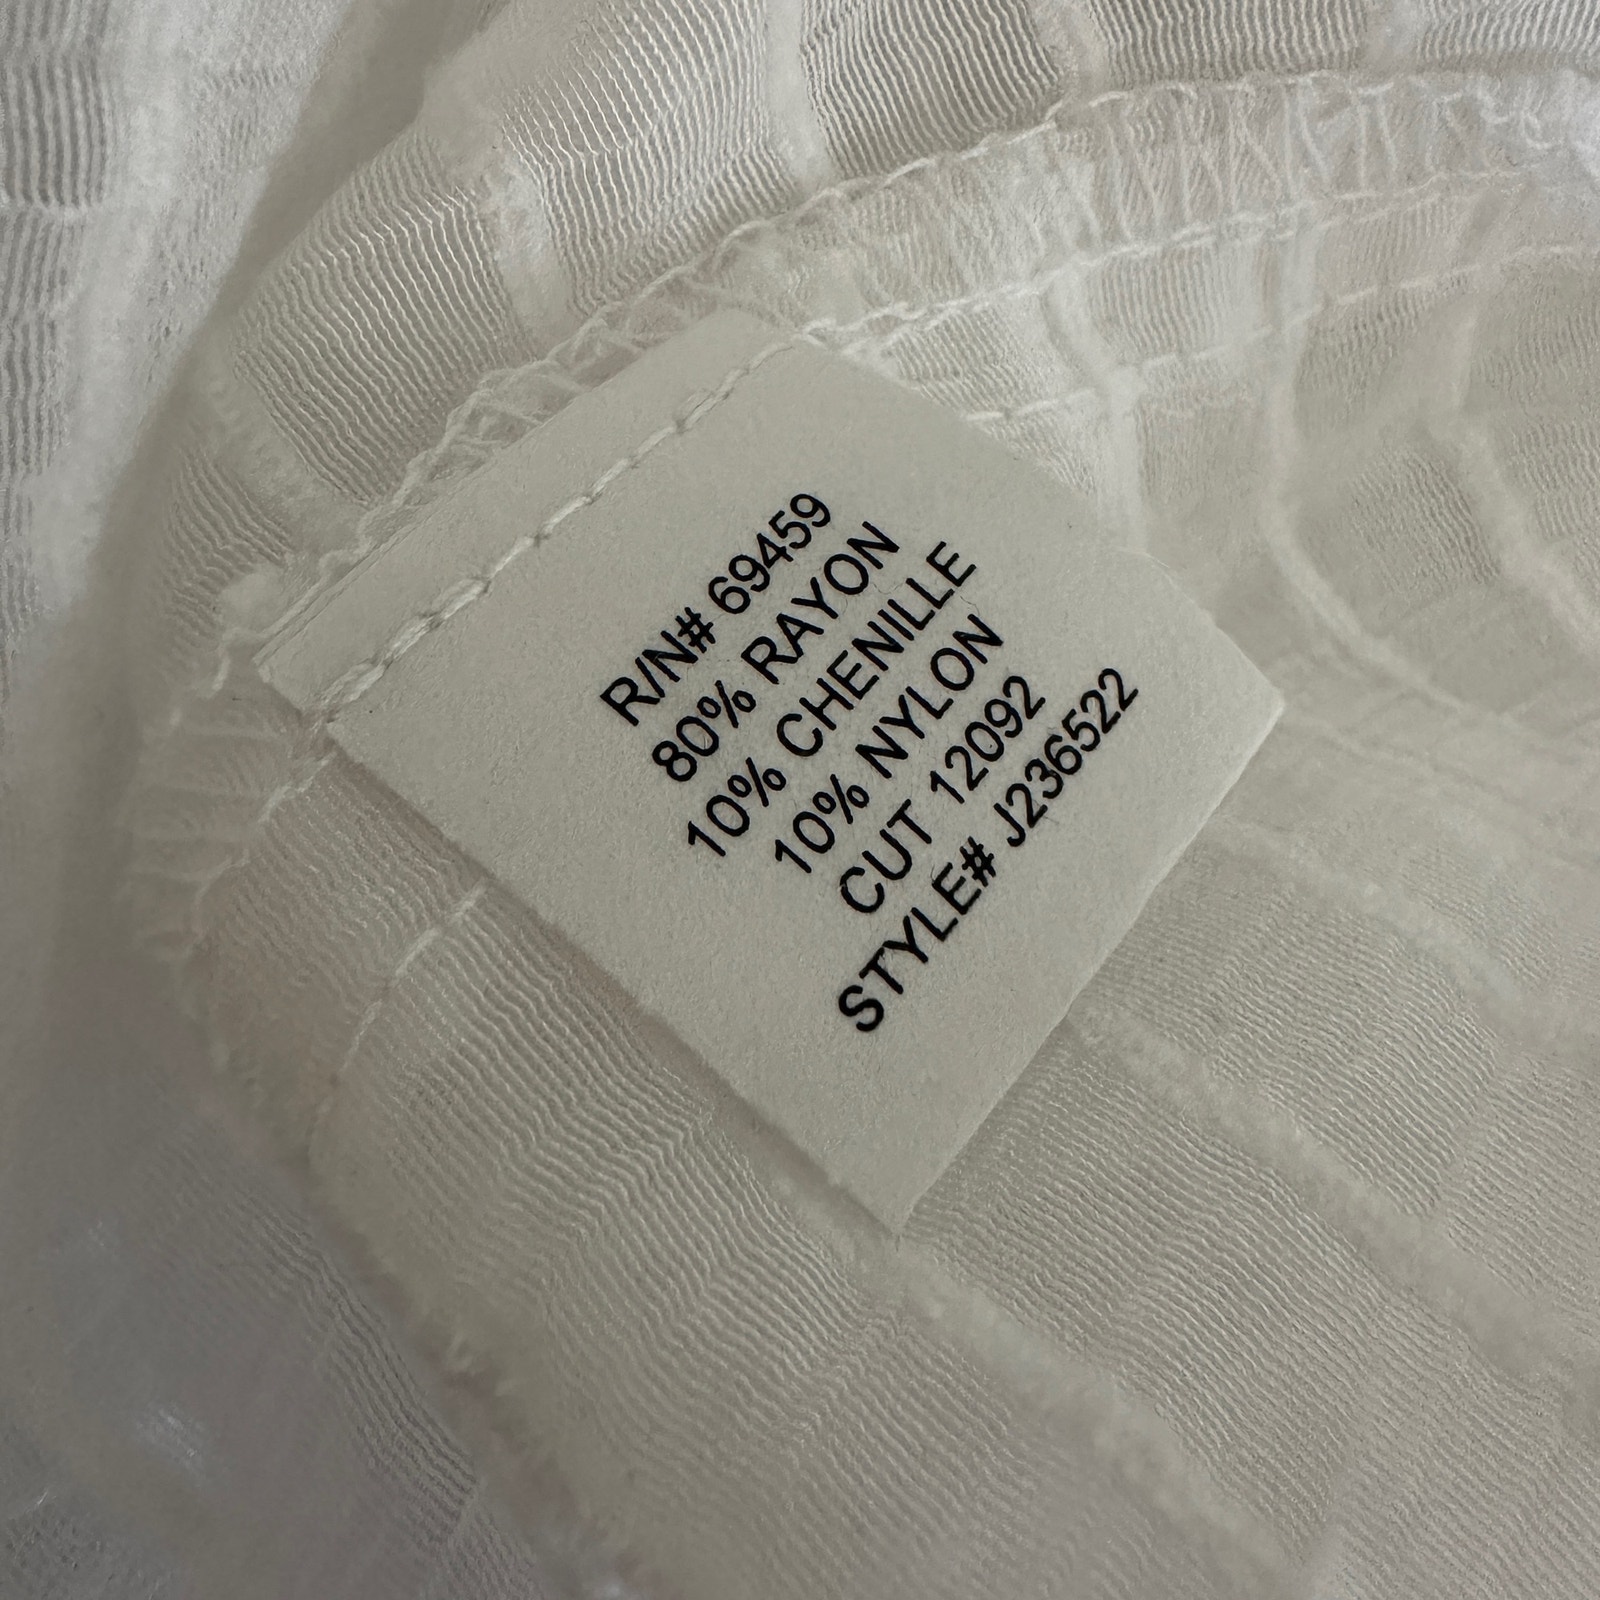 R/N# 69459
80% RAYON
10% CHENILLE
10% NYLON
CUT 12092
STYLE# J236522